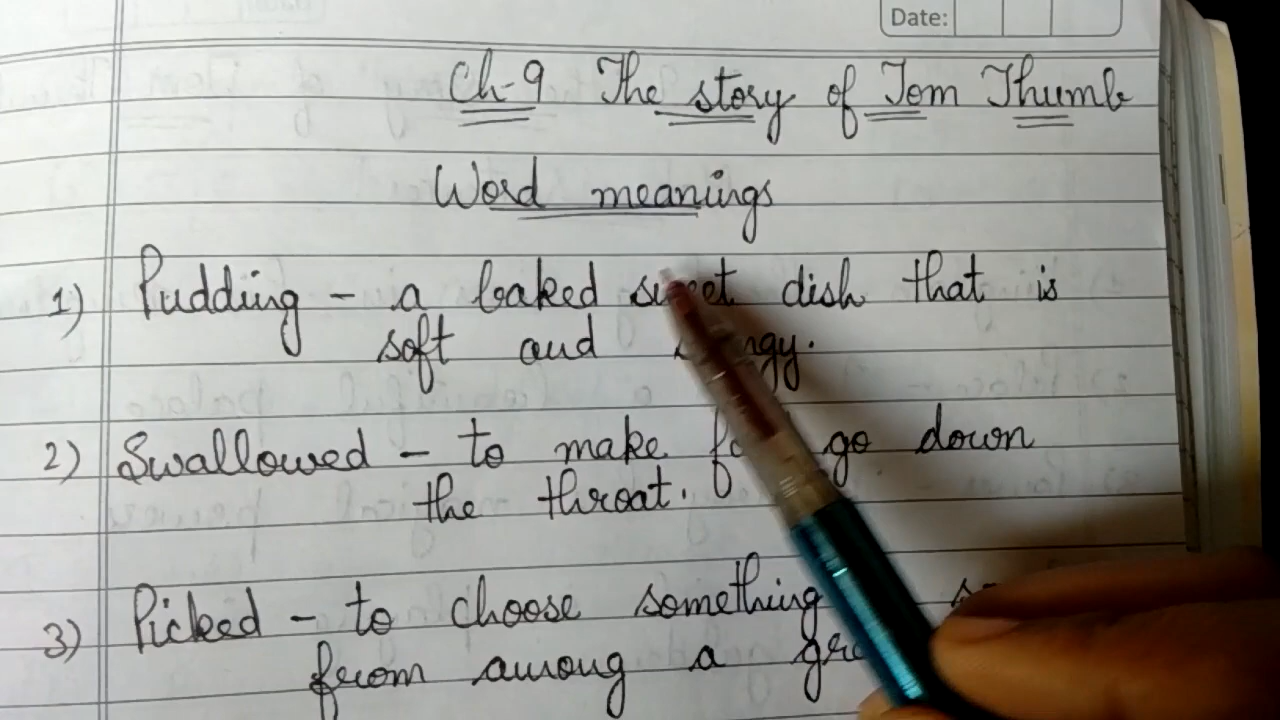 Date:
Ch-9 The story of Tom Thumb
Word meanings
1) Pudding - a baked sweet dish that is
soft and
2) Swallowed - to make go down
the throat.
3) Picked - to choose something
from among a